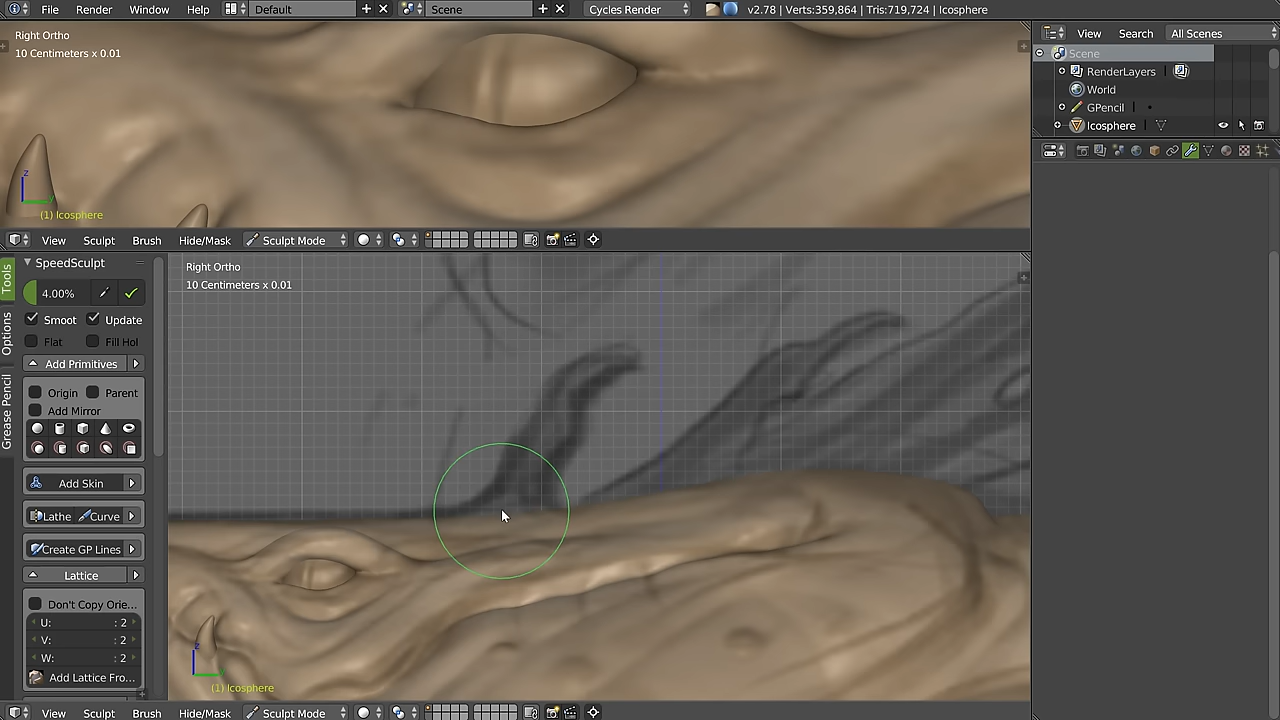 File Render Window Help Default Scene Cycles Render v2.78 | Verts:359,864 | Tris:719,724 | Icosphere
Right Ortho
10 Centimeters x 0.01
z
(1) Icosphere
View Sculpt Brush Hide/Mask Sculpt Mode
View Search All Scenes
Scene
RenderLayers
World
GPencil
Icosphere
Tools
Options
Grease Pencil
SpeedSculpt
4.00%
Smoot Update
Flat Fill Hol
Add Primitives
Origin Parent
Add Mirror
Add Skin
Lathe Curve
Create GP Lines
Lattice
Don't Copy Orie...
U: : 2
V: : 2
W: : 2
Add Lattice Fro...
Right Ortho
10 Centimeters x 0.01
z
(1) Icosphere
View Sculpt Brush Hide/Mask Sculpt Mode